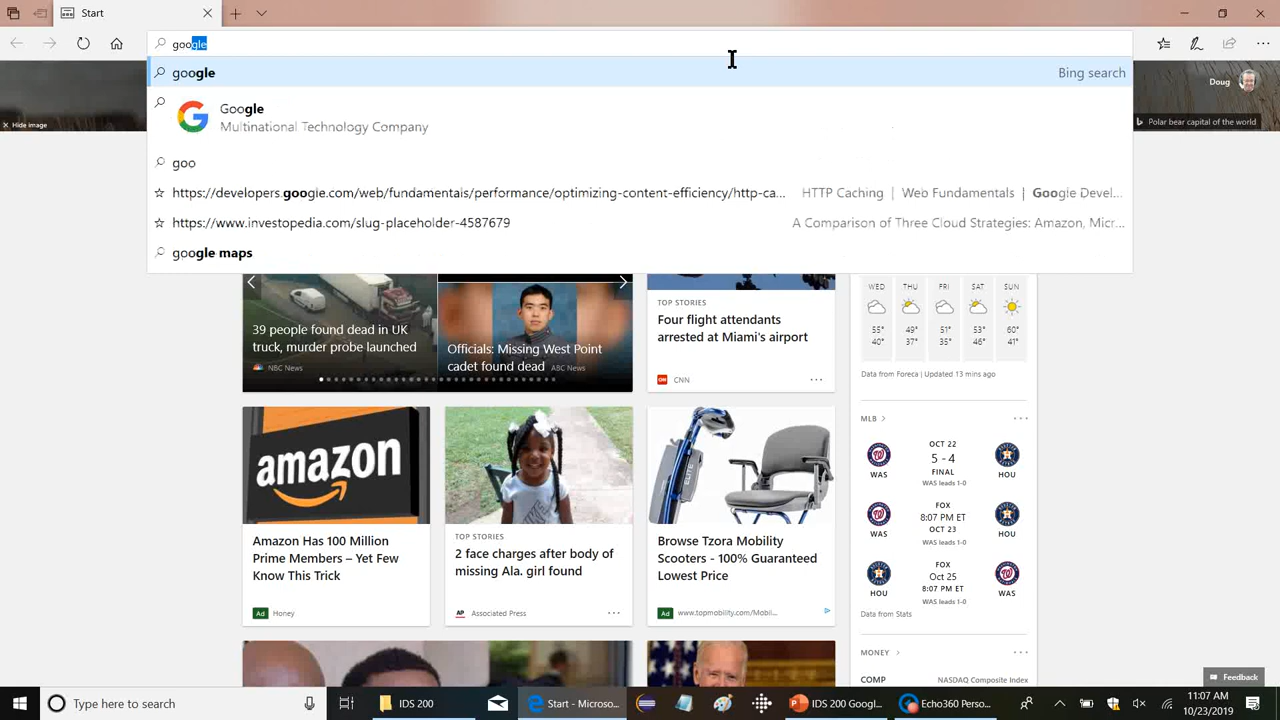 Start
google
google
Bing search
Google
Multinational Technology Company
goo
https://developers.google.com/web/fundamentals/performance/optimizing-content-efficiency/http-ca...
HTTP Caching | Web Fundamentals | Google Devel...
https://www.investopedia.com/slug-placeholder-4587679
A Comparison of Three Cloud Strategies: Amazon, Micr...
google maps
Doug
Hide image
Polar bear capital of the world
39 people found dead in UK
truck, murder probe launched
NBC News
Officials: Missing West Point
cadet found dead
ABC News
TOP STORIES
Four flight attendants
arrested at Miami's airport
CNN
WED THU FRI SAT SUN
55° 49° 51° 53° 60°
40° 37° 35° 46° 41°
Data from Foreca | Updated 13 mins ago
amazon
Amazon Has 100 Million
Prime Members – Yet Few
Know This Trick
Ad Honey
TOP STORIES
2 face charges after body of
missing Ala. girl found
AP Associated Press
ELITE
Browse Tzora Mobility
Scooters - 100% Guaranteed
Lowest Price
Ad www.topmobility.com/Mobil...
MLB
OCT 22
5 - 4
FINAL
WAS HOU
WAS leads 1-0
FOX
8:07 PM ET
OCT 23
WAS HOU
WAS leads 1-0
FOX
Oct 25
8:07 PM ET
HOU WAS
WAS leads 1-0
Data from Stats
MONEY
COMP NASDAQ Composite Index
Feedback
Type here to search
IDS 200
Start - Microso...
IDS 200 Googl...
Echo360 Perso...
11:07 AM
10/23/2019